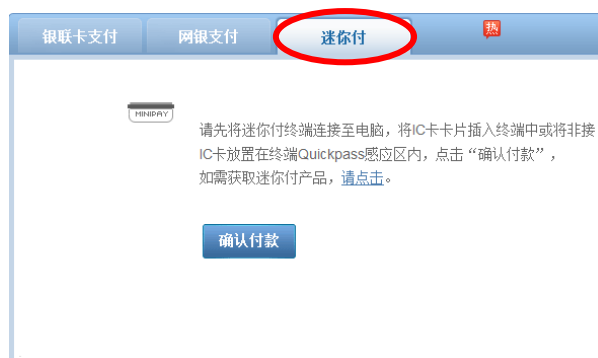 银联卡支付 网银支付 迷你付 热
MINIPAY
请先将迷你付终端连接至电脑，将IC卡卡片插入终端中或将非接
IC卡放置在终端Quickpass感应区内，点击“确认付款”，
如需获取迷你付产品，请点击。
确认付款